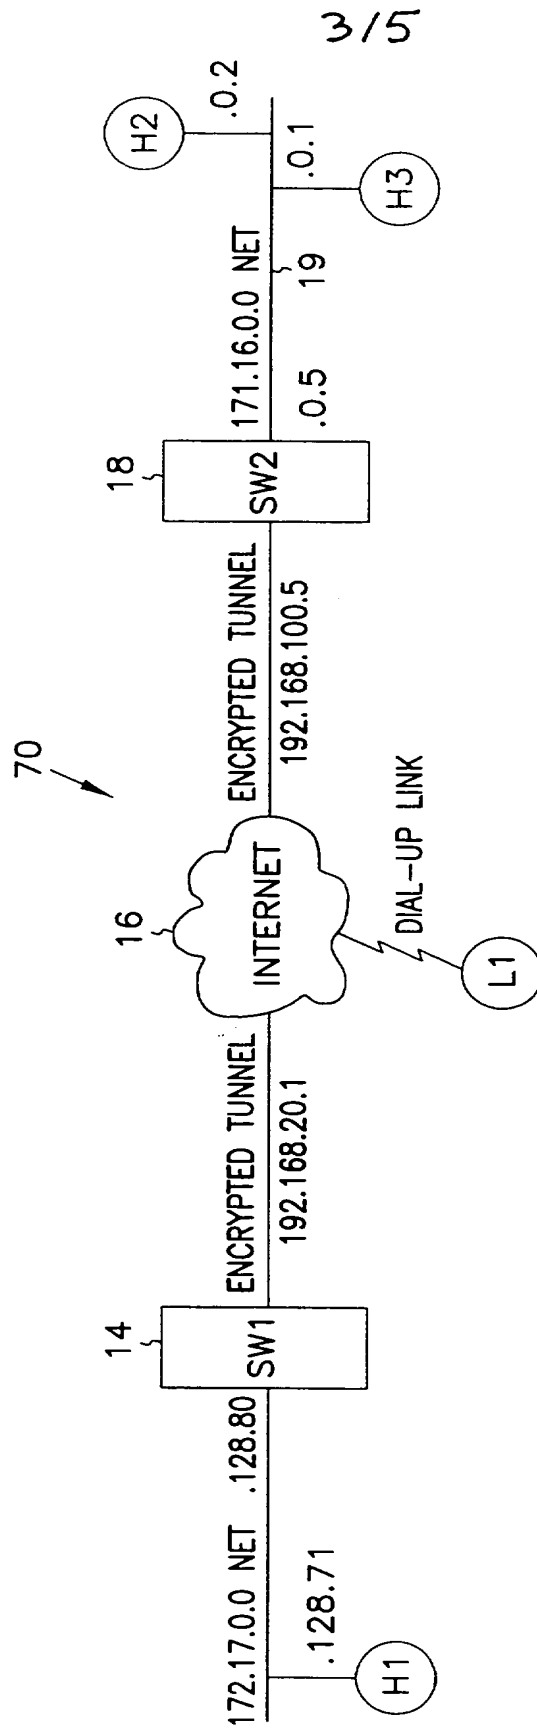 3/5
70
172.17.0.0 NET
.128.80
.128.71
H1
14
SW1
ENCRYPTED TUNNEL
192.168.20.1
16
INTERNET
DIAL-UP LINK
L1
ENCRYPTED TUNNEL
192.168.100.5
18
SW2
171.16.0.0 NET
.0.5
19
H2
.0.2
.0.1
H3